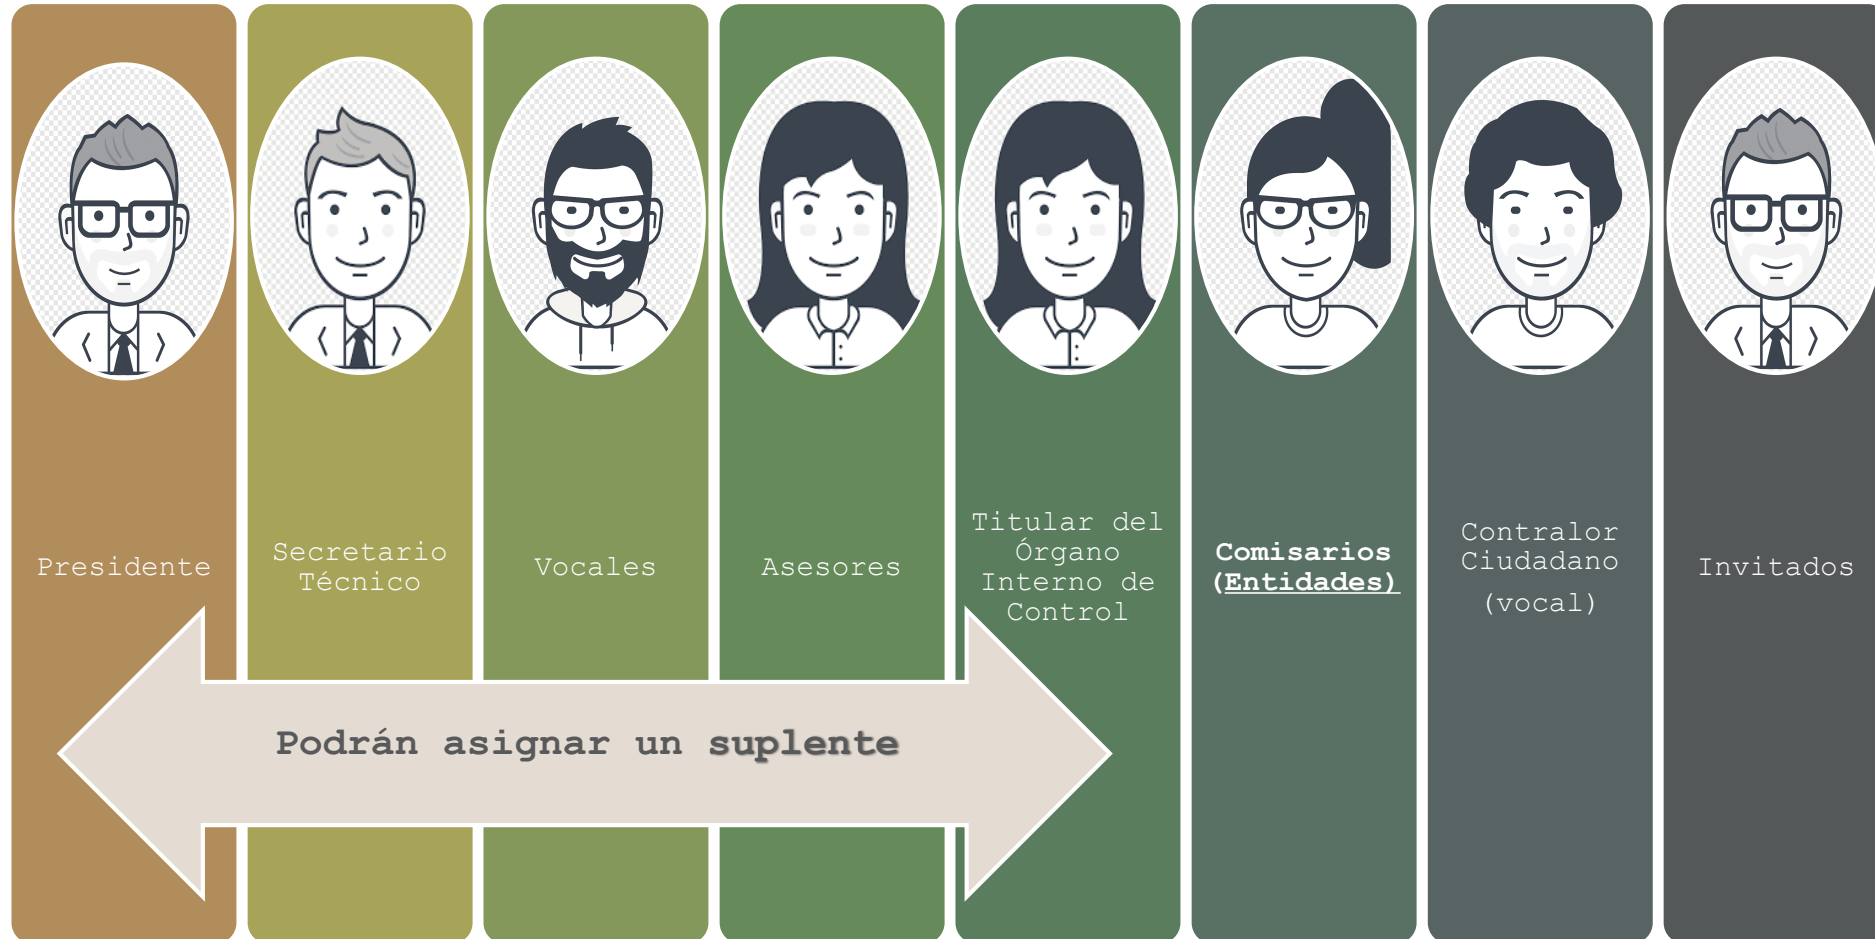 Presidente
Secretario
Técnico
Vocales
Asesores
Titular del
Órgano
Interno de
Control
Comisarios
(Entidades)
Contralor
Ciudadano
(vocal)
Invitados
Podrán asignar un suplente